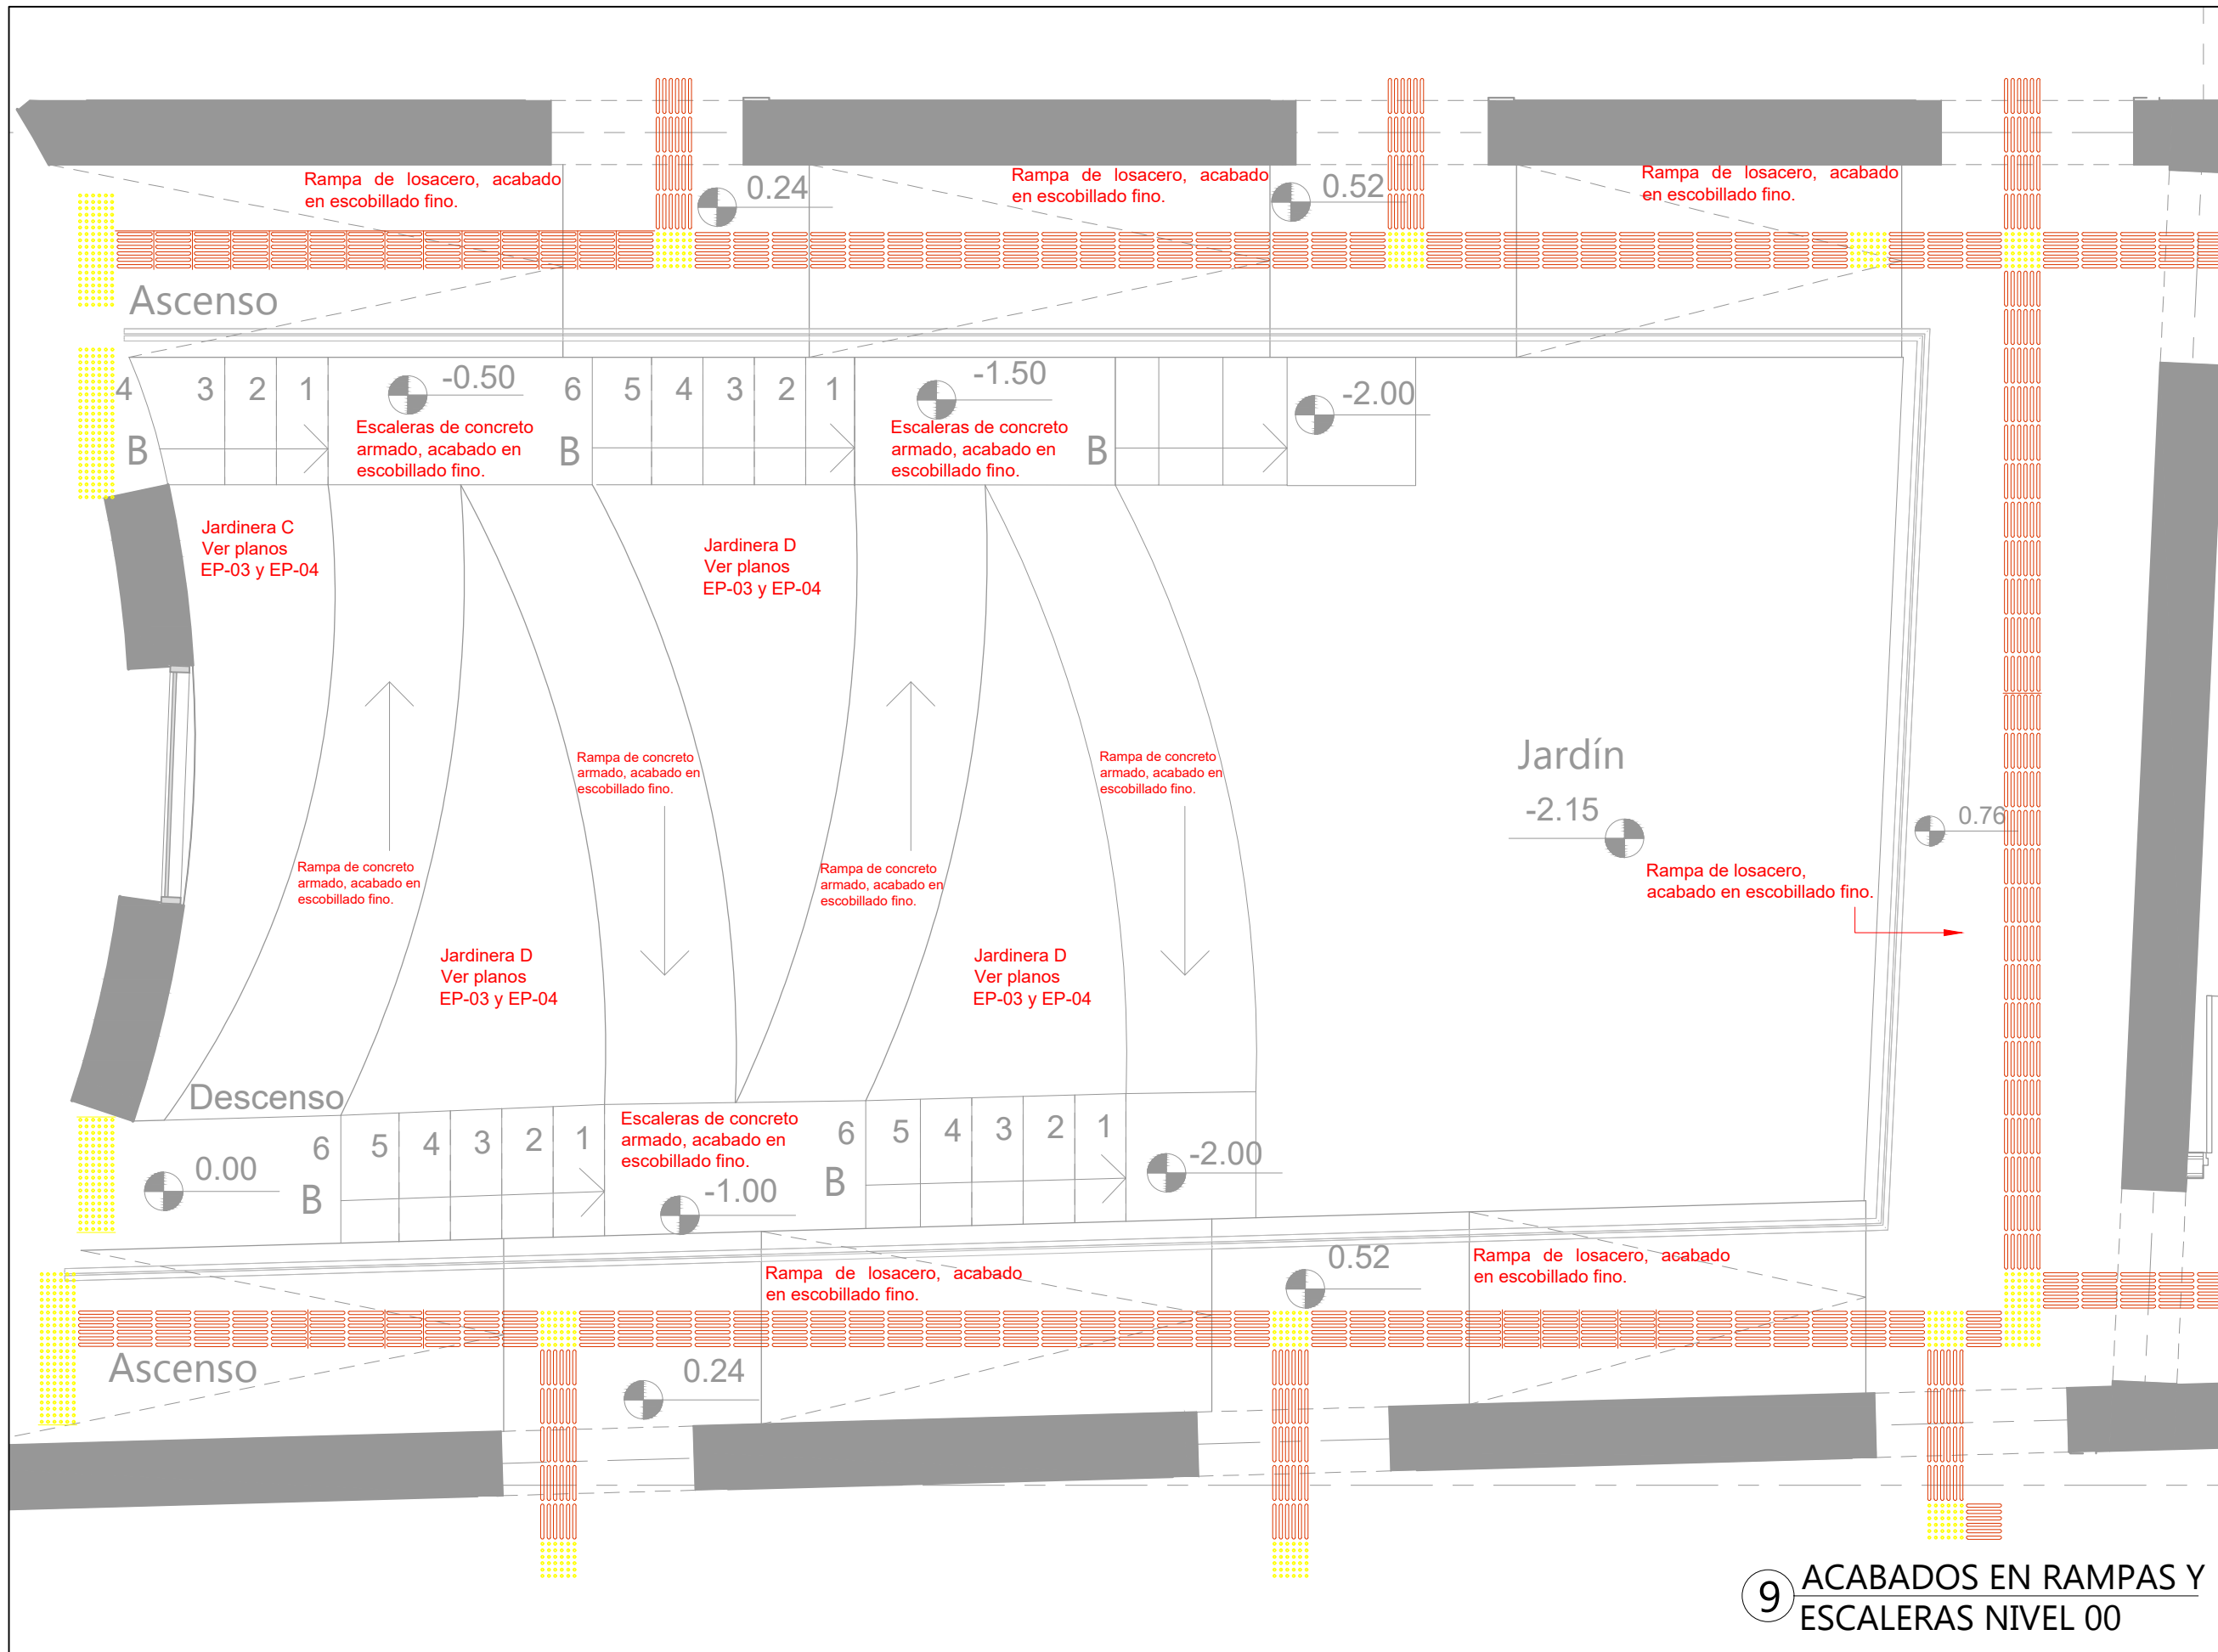 Rampa de losacero, acabado
en escobillado fino.
0.24
Rampa de losacero, acabado
en escobillado fino.
0.52
Rampa de losacero, acabado
en escobillado fino.
Ascenso
4 3 2 1
-0.50
6 5 4 3 2 1
-1.50
-2.00
B
Escaleras de concreto
armado, acabado en
escobillado fino.
B
Escaleras de concreto
armado, acabado en
escobillado fino.
B
Jardinera C
Ver planos
EP-03 y EP-04
Jardinera D
Ver planos
EP-03 y EP-04
Rampa de concreto
armado, acabado en
escobillado fino.
Rampa de concreto
armado, acabado en
escobillado fino.
Jardín
-2.15
0.76
Rampa de concreto
armado, acabado en
escobillado fino.
Rampa de concreto
armado, acabado en
escobillado fino.
Rampa de losacero,
acabado en escobillado fino.
Jardinera D
Ver planos
EP-03 y EP-04
Jardinera D
Ver planos
EP-03 y EP-04
Descenso
6 5 4 3 2 1
Escaleras de concreto
armado, acabado en
escobillado fino.
6 5 4 3 2 1
0.00
B
-1.00
B
-2.00
Rampa de losacero, acabado
en escobillado fino.
0.52
Rampa de losacero, acabado
en escobillado fino.
Ascenso
0.24
9
ACABADOS EN RAMPAS Y
ESCALERAS NIVEL 00